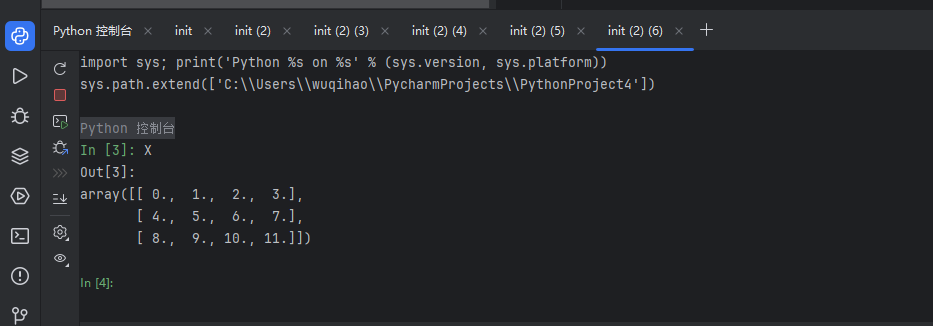 Python 控制台 init init (2) init (2) (3) init (2) (4) init (2) (5) init (2) (6)
import sys; print('Python %s on %s' % (sys.version, sys.platform))
sys.path.extend(['C:\\Users\\wuqihao\\PycharmProjects\\PythonProject4'])
Python 控制台
In [3]: X
Out[3]:
array([[ 0.,  1.,  2.,  3.],
       [ 4.,  5.,  6.,  7.],
       [ 8.,  9., 10., 11.]])
In [4]: